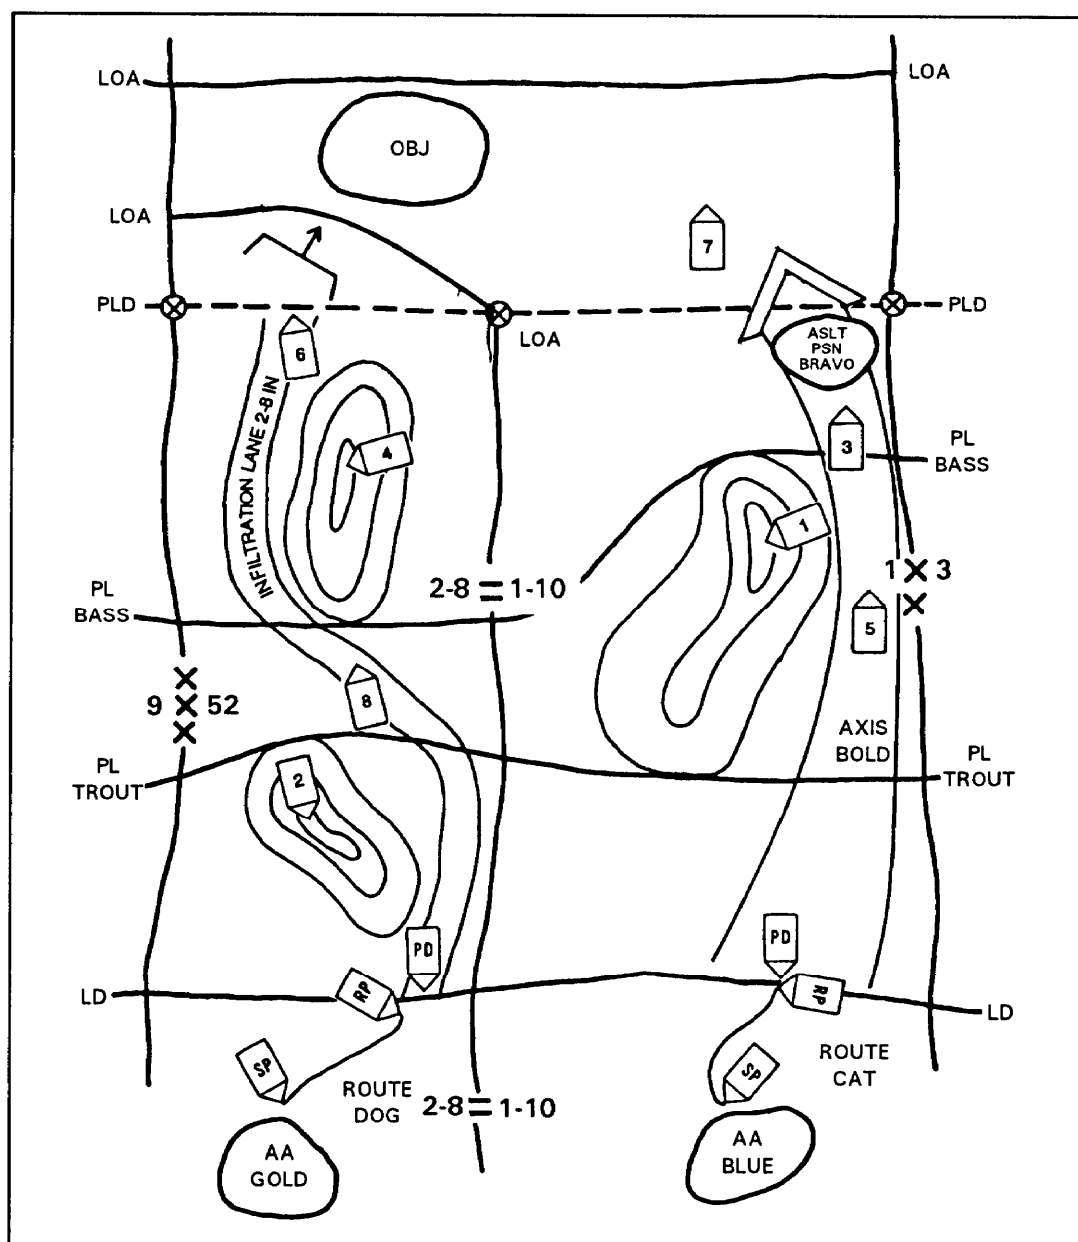 LOA
LOA
OBJ
LOA
7
PLD
PLD
LOA
ASLT
PSN
BRAVO
6
INFILTRATION LANE 2-8 IN
4
3
PL
BASS
1
2-8 1-10
1 3
PL
BASS
5
8
9 52
AXIS
BOLD
PL
TROUT
PL
TROUT
2
PD
PD
RP
RP
LD
LD
SP
SP
ROUTE
DOG
ROUTE
CAT
2-8 1-10
AA
GOLD
AA
BLUE